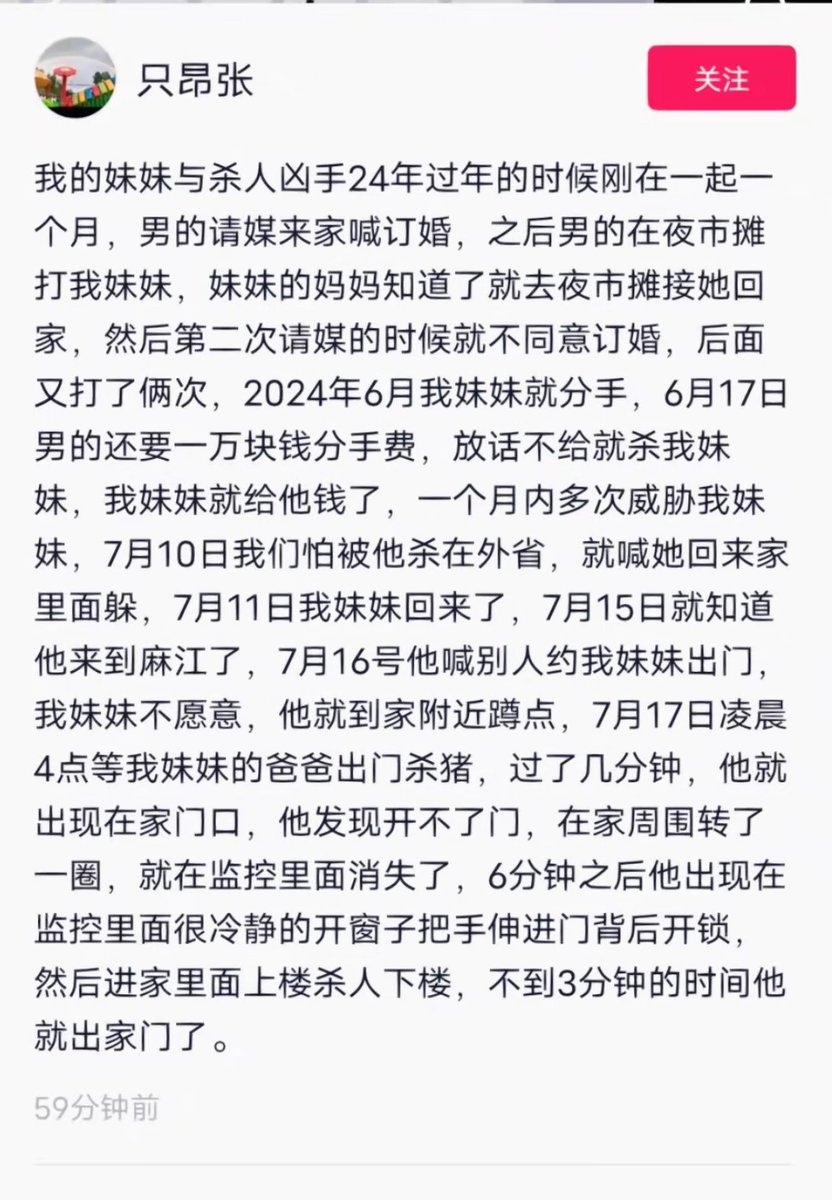 只昂张
关注
我的妹妹与杀人凶手24年过年的时候刚在一起一
个月，男的请媒来家喊订婚，之后男的在夜市摊
打我妹妹，妹妹的妈妈知道了就去夜市摊接她回
家，然后第二次请媒的时候就不同意订婚，后面
又打了俩次，2024年6月我妹妹就分手，6月17日
男的还要一万块钱分手费，放话不给就杀我妹
妹，我妹妹就给他钱了，一个月内多次威胁我妹
妹，7月10日我们怕被他杀在外省，就喊她回来家
里面躲，7月11日我妹妹回来了，7月15日就知道
他来到麻江了，7月16号他喊别人约我妹妹出门，
我妹妹不愿意，他就到家附近蹲点，7月17日凌晨
4点等我妹妹的爸爸出门杀猪，过了几分钟，他就
出现在家门口，他发现开不了门，在家周围转了
一圈，就在监控里面消失了，6分钟之后他出现在
监控里面很冷静的开窗子把手伸进门背后开锁，
然后进家里面上楼杀人下楼，不到3分钟的时间他
就出家门了。
59分钟前